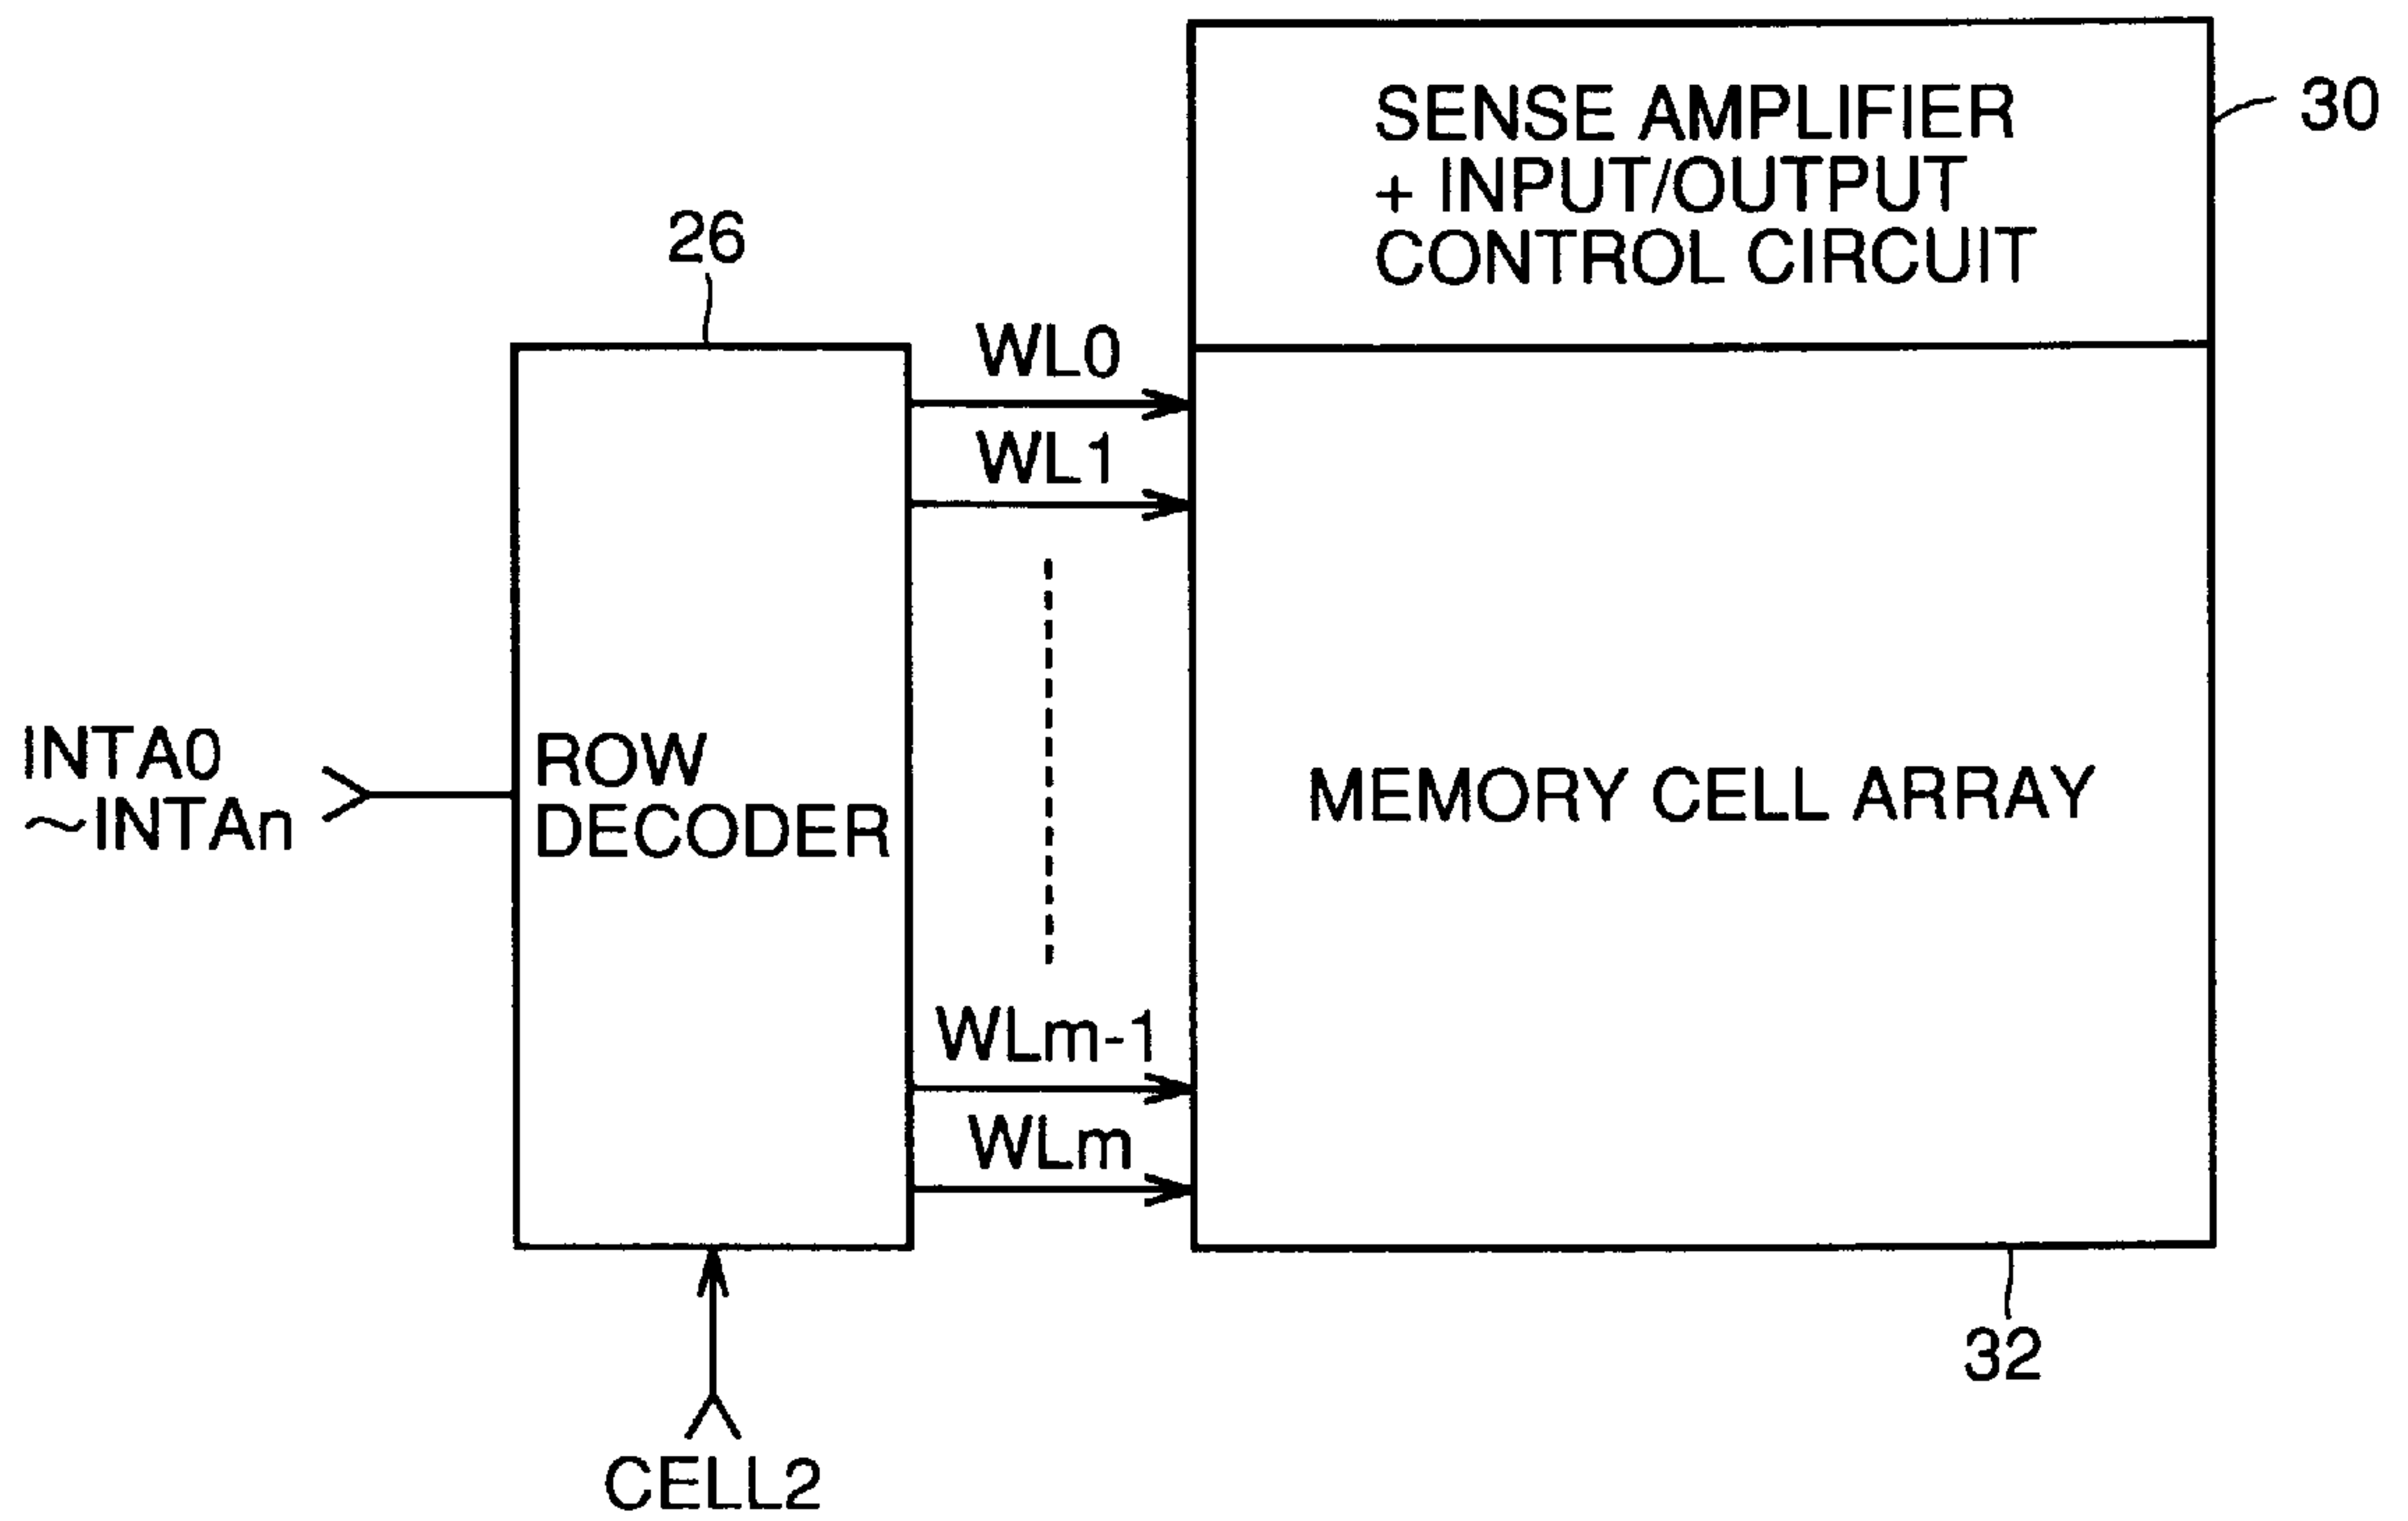 SENSE AMPLIFIER
+ INPUT/OUTPUT
CONTROL CIRCUIT
30
26
WL0
WL1
INTA0
~INTAn
ROW
DECODER
MEMORY CELL ARRAY
WLm-1
WLm
32
CELL2